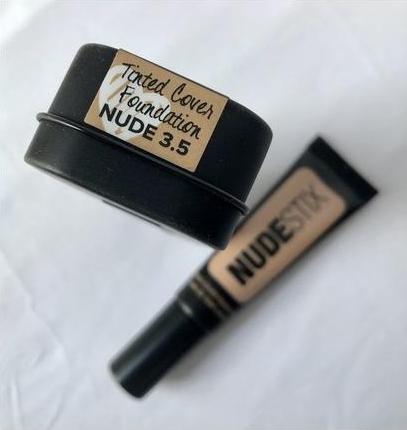 Tinted Cover
Foundation
NUDE 3.5
NUDESTIX